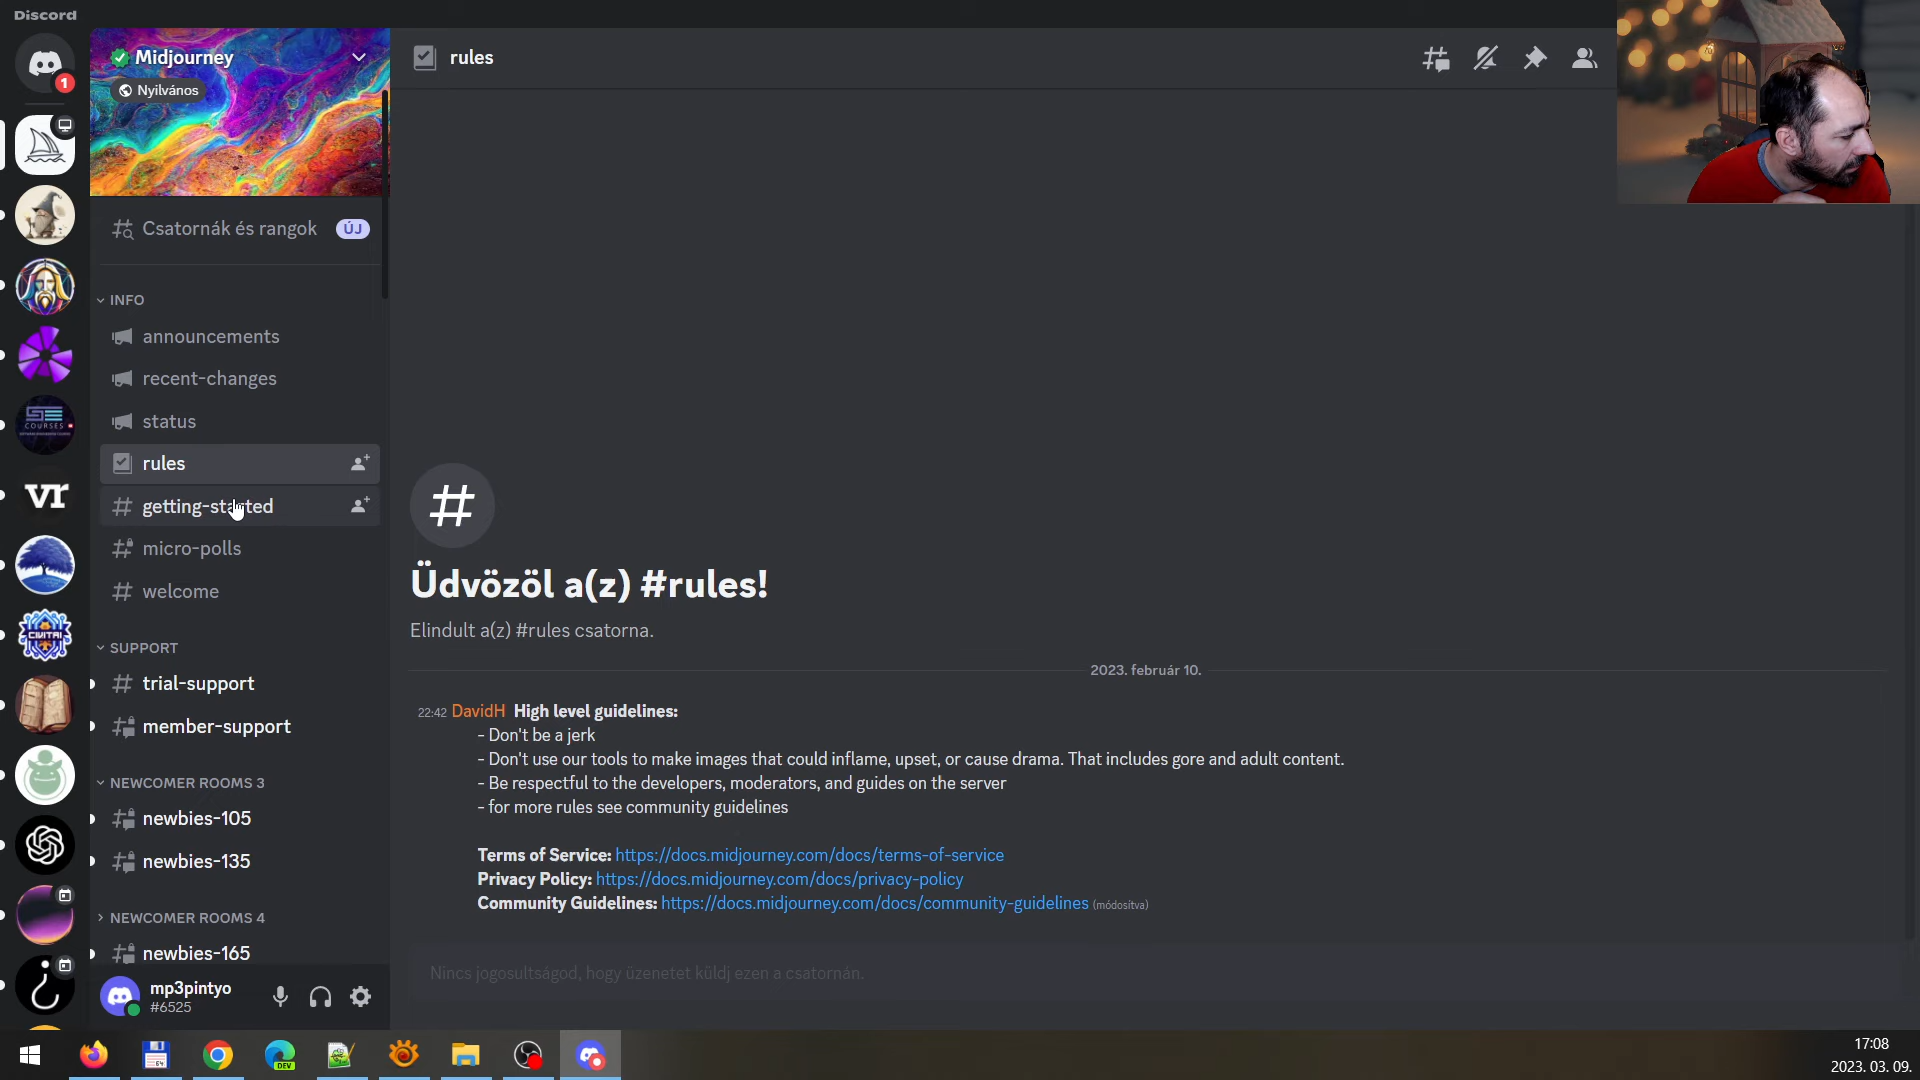 Discord
1
Midjourney
Nyilvános
Csatornák és rangok
ÚJ
INFO
announcements
recent-changes
status
rules
getting-started
micro-polls
welcome
SUPPORT
trial-support
member-support
NEWCOMER ROOMS 3
newbies-105
newbies-135
NEWCOMER ROOMS 4
newbies-165
mp3pintyo
#6525
COURSES
vr
CIVITAI
rules
#
Üdvözöl a(z) #rules!
Elindult a(z) #rules csatorna.
2023. február 10.
22:42 DavidH High level guidelines:
- Don't be a jerk
- Don't use our tools to make images that could inflame, upset, or cause drama. That includes gore and adult content.
- Be respectful to the developers, moderators, and guides on the server
- for more rules see community guidelines
Terms of Service: https://docs.midjourney.com/docs/terms-of-service
Privacy Policy: https://docs.midjourney.com/docs/privacy-policy
Community Guidelines: https://docs.midjourney.com/docs/community-guidelines (módosítva)
Nincs jogosultságod, hogy üzenetet küldj ezen a csatornán.
64
DEV
17:08
2023. 03. 09.